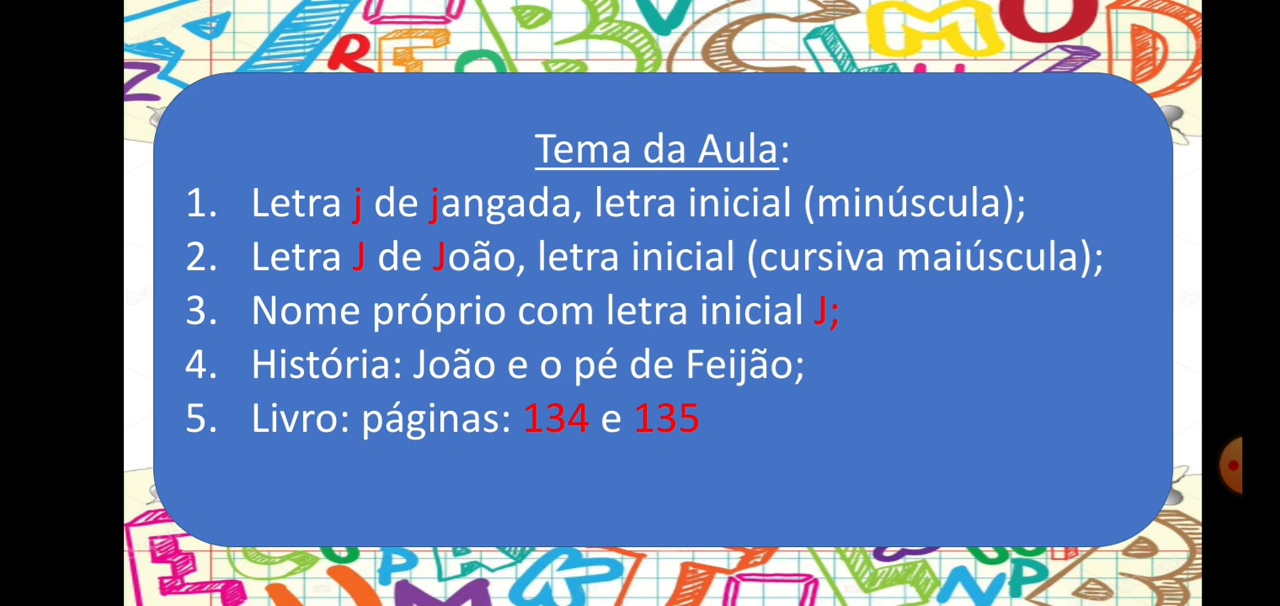 Tema da Aula:
1. Letra j de jangada, letra inicial (minúscula);
2. Letra J de João, letra inicial (cursiva maiúscula);
3. Nome próprio com letra inicial J;
4. História: João e o pé de Feijão;
5. Livro: páginas: 134 e 135